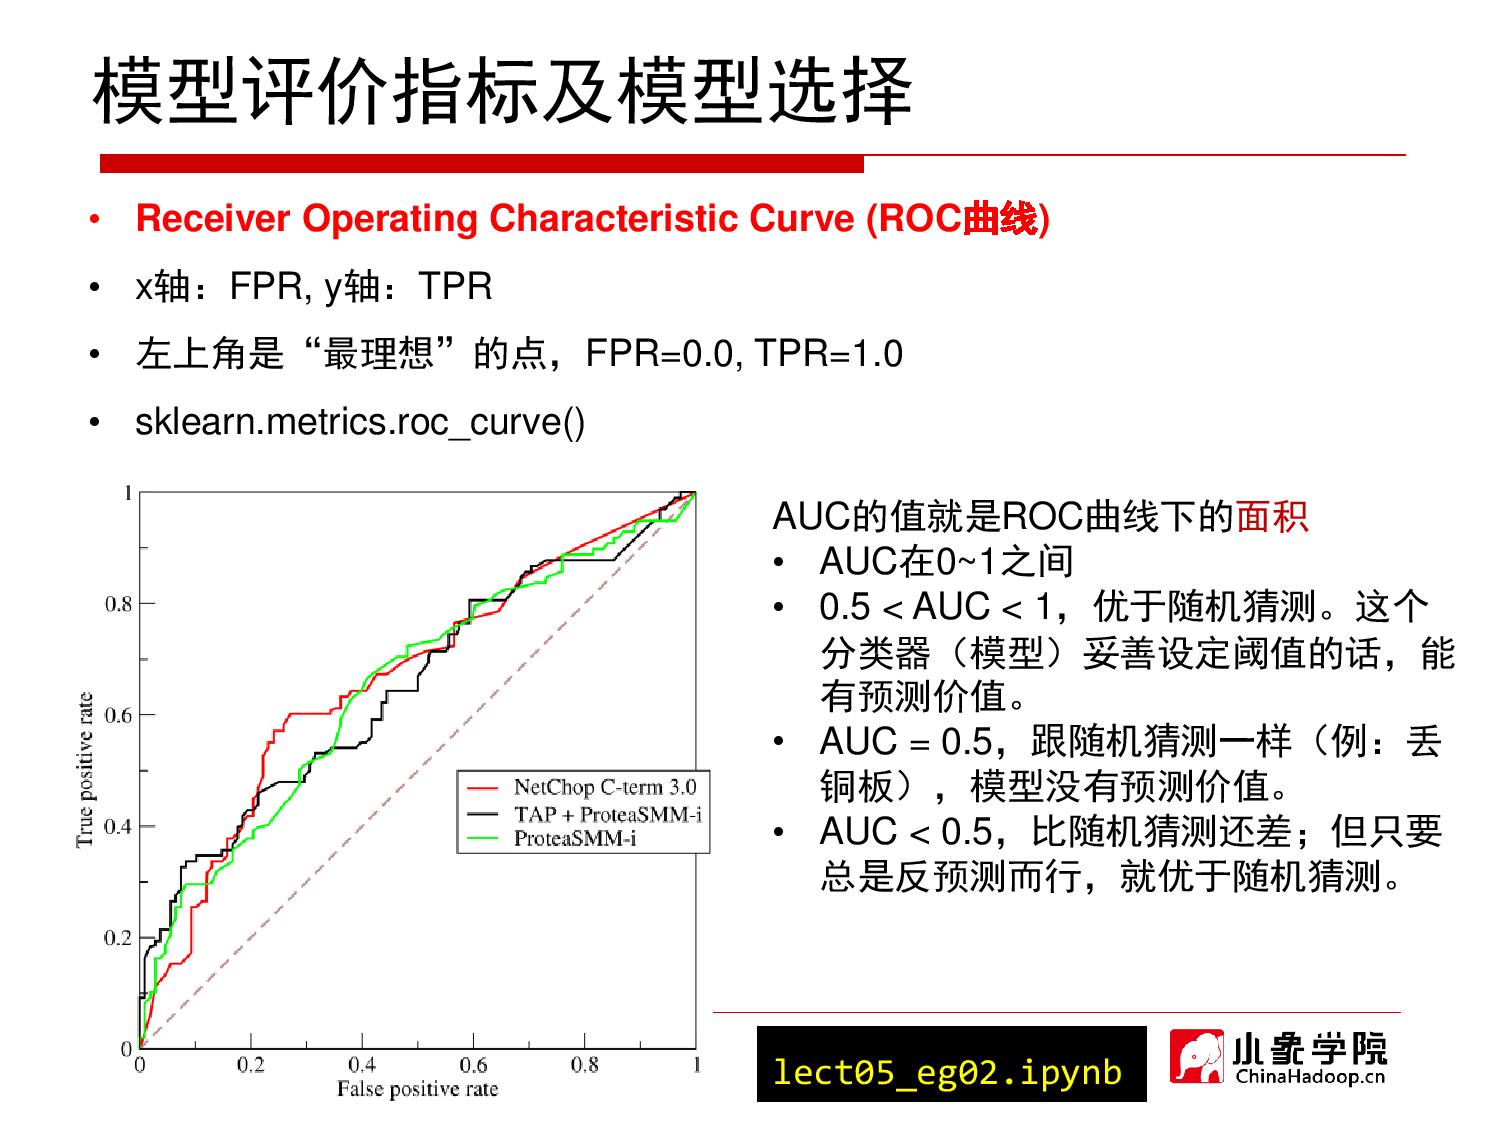 模型评价指标及模型选择
• Receiver Operating Characteristic Curve (ROC曲线)
• x轴：FPR, y轴：TPR
• 左上角是“最理想”的点，FPR=0.0, TPR=1.0
• sklearn.metrics.roc_curve()
1
0.8
0.6
0.4
0.2
0
0
0.2
0.4
0.6
0.8
1
True positive rate
False positive rate
NetChop C-term 3.0
TAP + ProteaSMM-i
ProteaSMM-i
AUC的值就是ROC曲线下的面积
• AUC在0~1之间
• 0.5 < AUC < 1，优于随机猜测。这个
分类器（模型）妥善设定阈值的话，能
有预测价值。
• AUC = 0.5，跟随机猜测一样（例：丢
铜板），模型没有预测价值。
• AUC < 0.5，比随机猜测还差；但只要
总是反预测而行，就优于随机猜测。
lect05_eg02.ipynb
小象学院
ChinaHadoop.cn